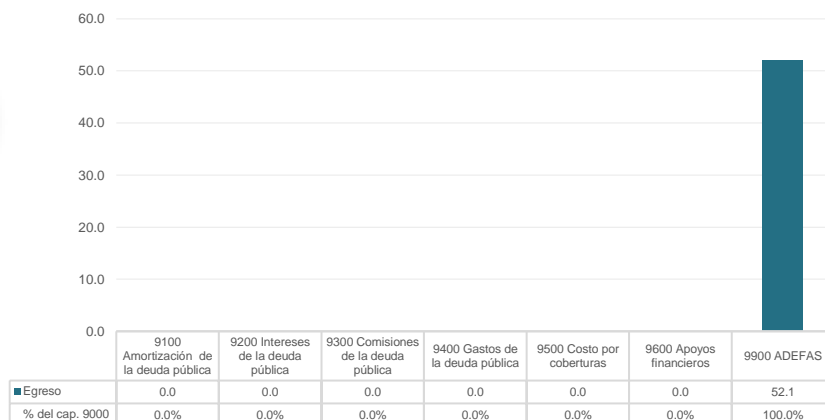 60.0
50.0
40.0
30.0
20.0
10.0
0.0
9100 Amortización de la deuda pública
9200 Intereses de la deuda pública
9300 Comisiones de la deuda pública
9400 Gastos de la deuda pública
9500 Costo por coberturas
9600 Apoyos financieros
9900 ADEFAS
Egreso 0.0 0.0 0.0 0.0 0.0 0.0 52.1
% del cap. 9000 0.0% 0.0% 0.0% 0.0% 0.0% 0.0% 100.0%